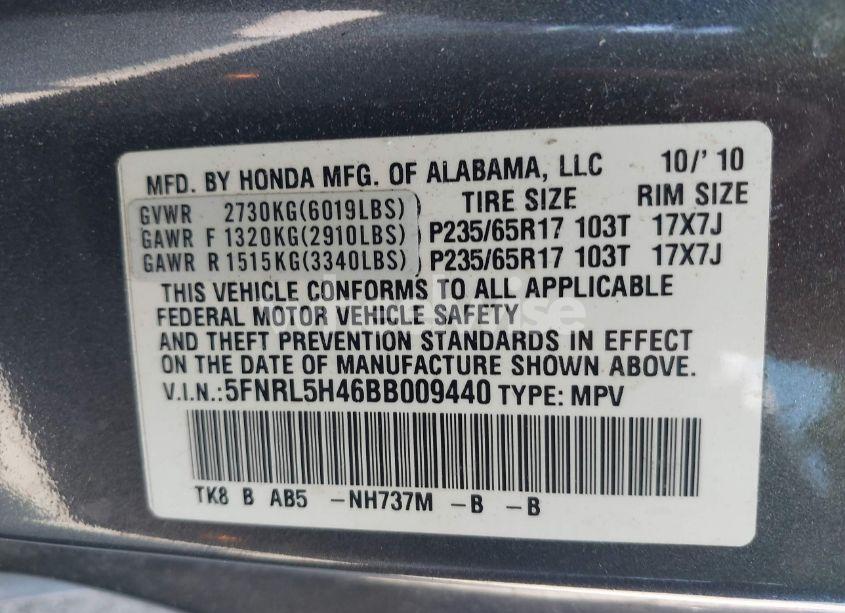 MFD. BY HONDA MFG. OF ALABAMA, LLC 10/'10
TIRE SIZE RIM SIZE
GVWR 2730KG(6019LBS)
GAWR F 1320KG(2910LBS) P235/65R17 103T 17X7J
GAWR R 1515KG(3340LBS) P235/65R17 103T 17X7J
THIS VEHICLE CONFORMS TO ALL APPLICABLE
FEDERAL MOTOR VEHICLE SAFETY
AND THEFT PREVENTION STANDARDS IN EFFECT
ON THE DATE OF MANUFACTURE SHOWN ABOVE.
V.I.N.:5FNRL5H46BB009440 TYPE: MPV
TK8 B AB5 -NH737M -B -B